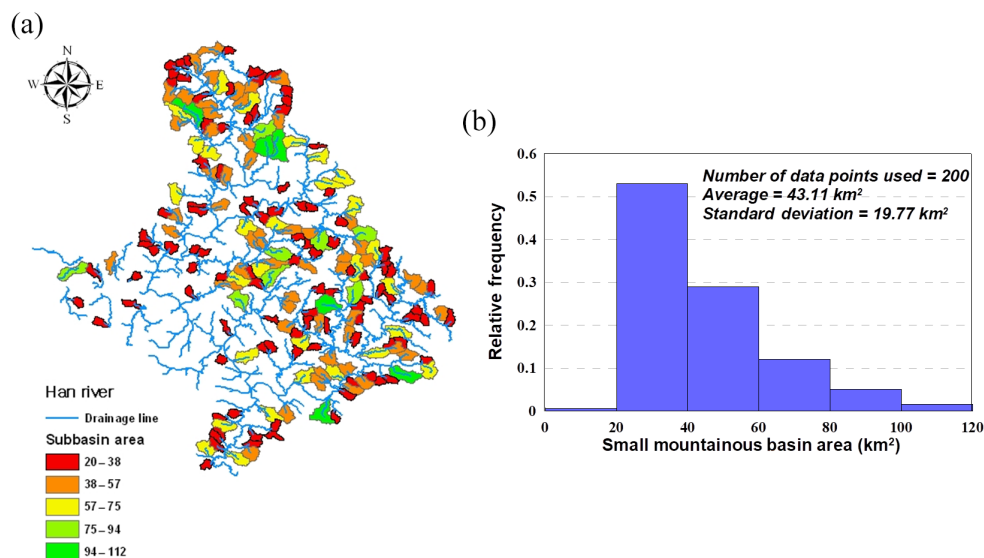 (a)
N
W
E
S
Han river
Drainage line
Subbasin area
20–38
38–57
57–75
75–94
94–112
(b)
0.6
0.5
0.4
0.3
0.2
0.1
0
Relative frequency
Number of data points used = 200
Average = 43.11 km²
Standard deviation = 19.77 km²
0 20 40 60 80 100 120
Small mountainous basin area (km²)